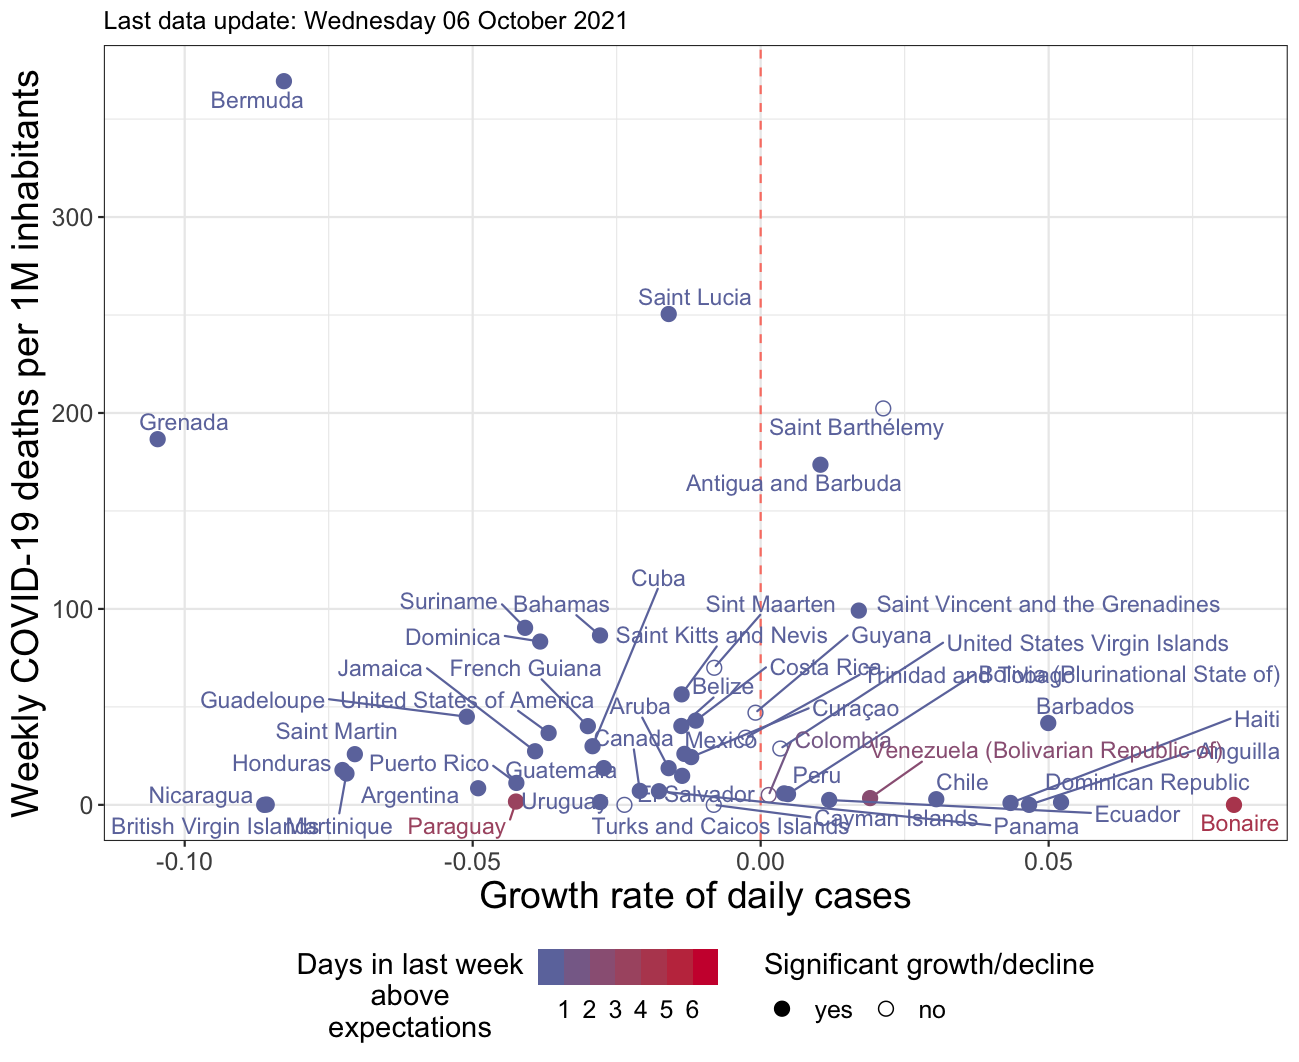 Last data update: Wednesday 06 October 2021
Weekly COVID-19 deaths per 1M inhabitants
300
200
100
0
Bermuda
Saint Lucia
Grenada
Saint Barthélemy
Antigua and Barbuda
Cuba
Suriname
Bahamas
Sint Maarten
Saint Vincent and the Grenadines
Dominica
Saint Kitts and Nevis
Guyana
United States Virgin Islands
Jamaica
French Guiana
Costa Rica
Trinidad and Tobago
Bolivia (Plurinational State of)
Belize
Guadeloupe
United States of America
Aruba
Curaçao
Barbados
Haiti
Saint Martin
Canada
Mexico
Colombia
Venezuela (Bolivarian Republic of)
Anguilla
Honduras
Puerto Rico
Guatemala
Peru
Chile
Dominican Republic
Nicaragua
Argentina
Uruguay
El Salvador
Cayman Islands
Ecuador
British Virgin Islands
Martinique
Paraguay
Turks and Caicos Islands
Panama
Bonaire
-0.10
-0.05
0.00
0.05
Growth rate of daily cases
Days in last week
above
expectations
1 2 3 4 5 6
Significant growth/decline
yes
no